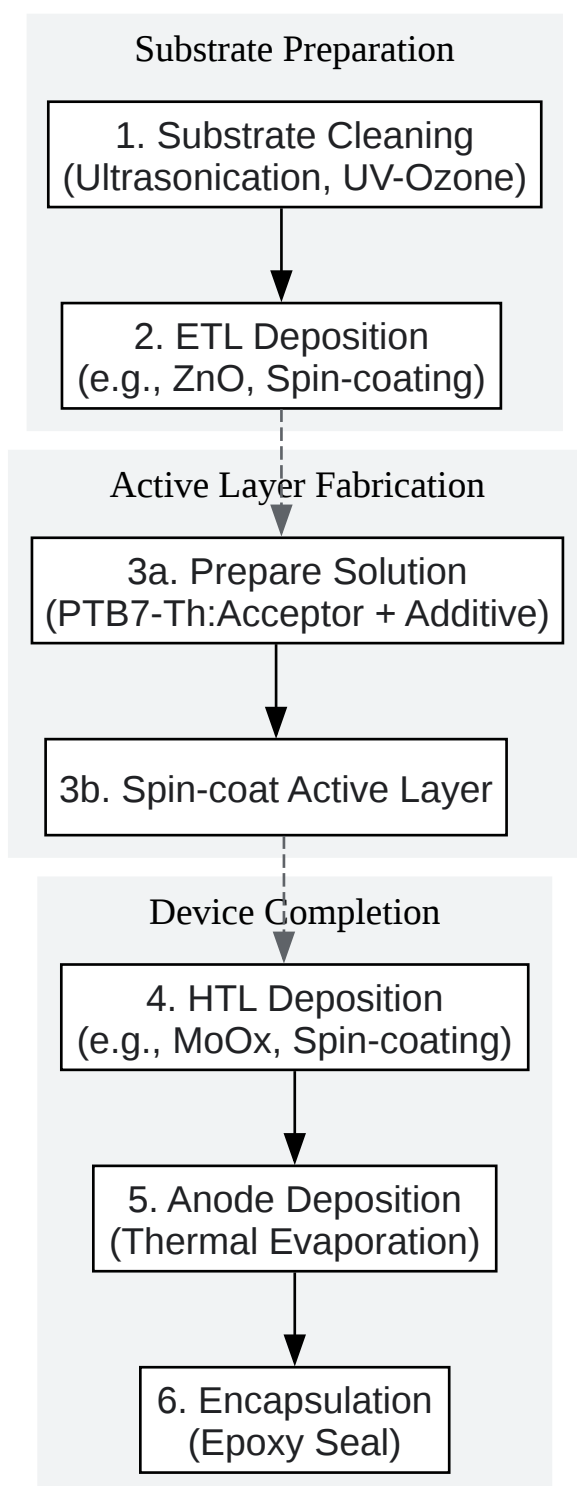 Substrate Preparation
1. Substrate Cleaning
(Ultrasonication, UV-Ozone)
2. ETL Deposition
(e.g., ZnO, Spin-coating)
Active Layer Fabrication
3a. Prepare Solution
(PTB7-Th:Acceptor + Additive)
3b. Spin-coat Active Layer
Device Completion
4. HTL Deposition
(e.g., MoOx, Spin-coating)
5. Anode Deposition
(Thermal Evaporation)
6. Encapsulation
(Epoxy Seal)